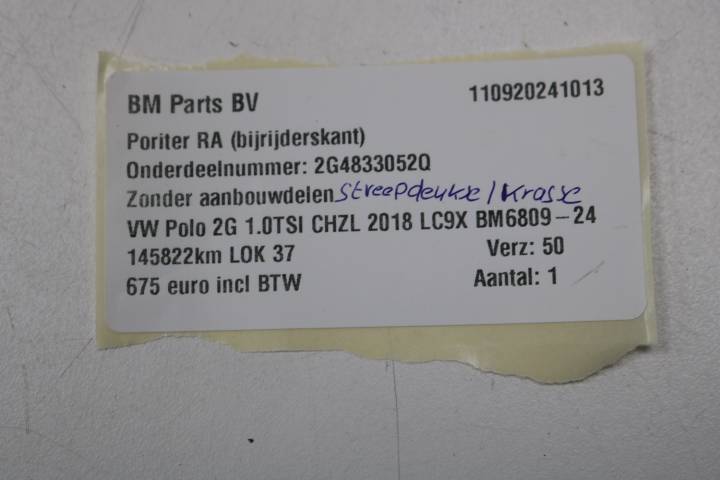 BM Parts BV 110920241013
Poriter RA (bijrijderskant)
Onderdeelnummer: 2G4833052Q
Zonder aanbouwdelen Streepdeukje / Krasje
VW Polo 2G 1.0TSI CHZL 2018 LC9X BM6809-24
145822km LOK 37 Verz: 50
675 euro incl BTW Aantal: 1